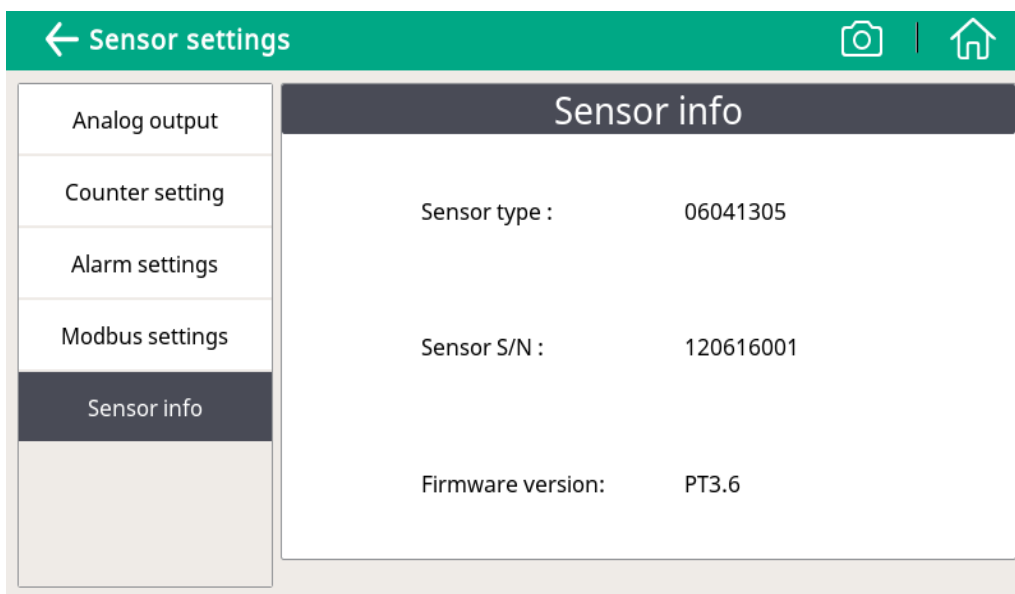 Sensor settings
Analog output
Counter setting
Alarm settings
Modbus settings
Sensor info
Sensor info
Sensor type : 06041305
Sensor S/N : 120616001
Firmware version: PT3.6